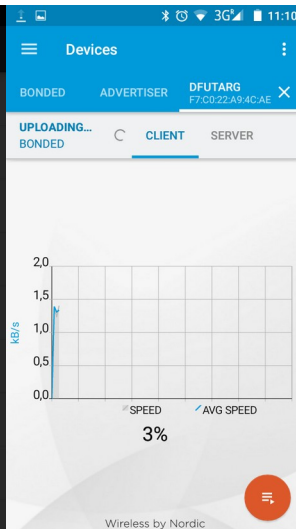 3G R 11:10
Devices
BONDED ADVERTISER DFUTARG
F7:C0:22:A9:4C:AE
UPLOADING... CLIENT SERVER
BONDED
2,0
1,5
1,0
0,5
0,0
kB/s
SPEED AVG SPEED
3%
Wireless by Nordic